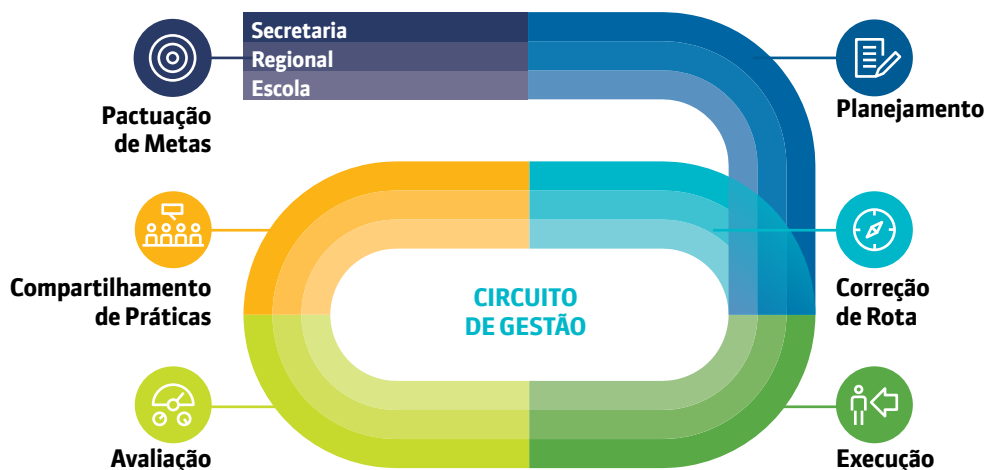 Secretaria
Regional
Escola
Pactuação
de Metas
Planejamento
Compartilhamento
de Práticas
CIRCUITO
DE GESTÃO
Correção
de Rota
Avaliação
Execução